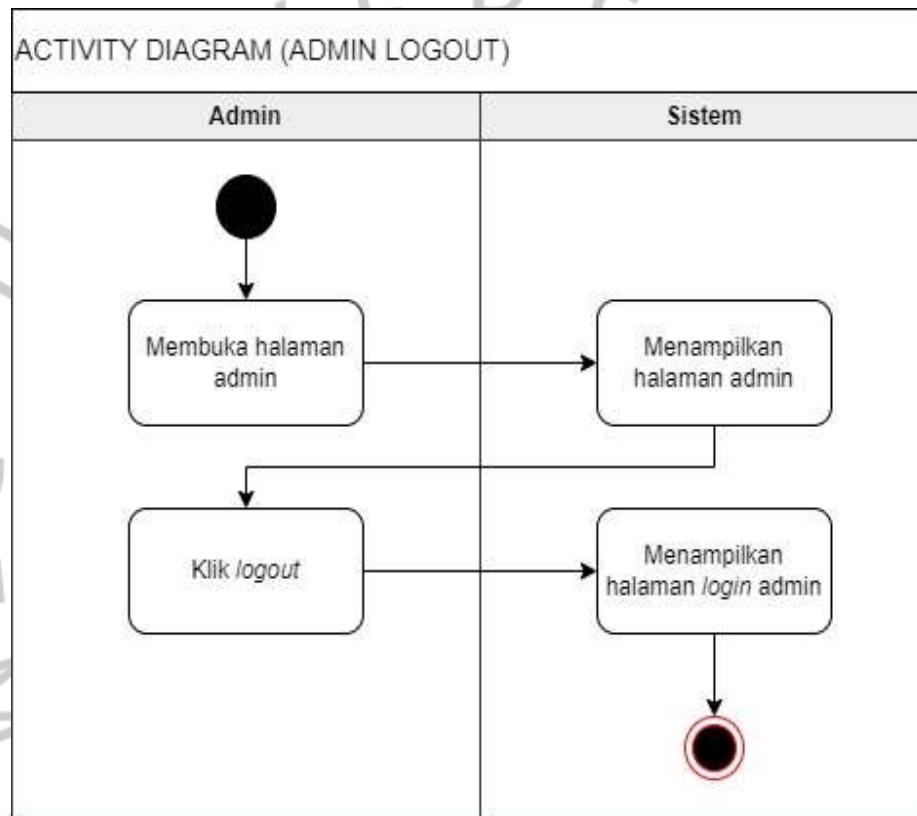 ACTIVITY DIAGRAM (ADMIN LOGOUT)
Admin
Sistem
Membuka halaman
admin
Menampilkan
halaman admin
Klik logout
Menampilkan
halaman login admin